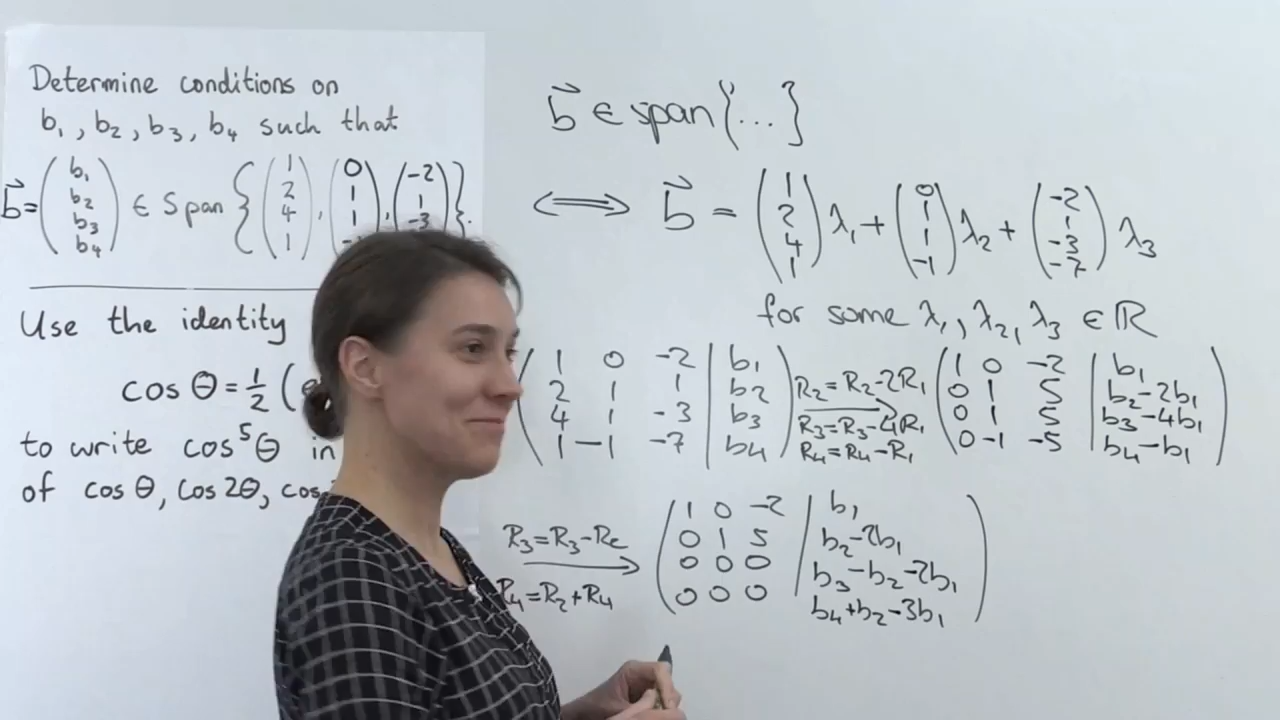 Determine conditions on
b₁, b₂, b₃, b₄ such that
b⃗ = (b₁ b₂ b₃ b₄) ∈ Span {(1 2 4 1), (0 1 1), (-2 1 -3)}.
Use the identity
cos θ = ½ (
to write cos⁵θ in
of cos θ, cos 2θ, cos
b⃗ ∈ span{...}
⟺ b⃗ = (1 2 4 1) λ₁ + (0 1 1 -1) λ₂ + (-2 1 -3 -7) λ₃
for some λ₁, λ₂, λ₃ ∈ ℝ
( 1 0 -2 | b₁
2 1 1 | b₂
4 1 -3 | b₃
1 -1 -7 | b₄ )
R₂=R₂-2R₁
R₃=R₃-4R₁
R₄=R₄-R₁
( 1 0 -2 | b₁
0 1 5 | b₂-2b₁
0 1 5 | b₃-4b₁
0 -1 -5 | b₄-b₁ )
R₃=R₃-R₂
R₄=R₂+R₄
( 1 0 -2 | b₁
0 1 5 | b₂-2b₁
0 0 0 | b₃-b₂-2b₁
0 0 0 | b₄+b₂-3b₁ )